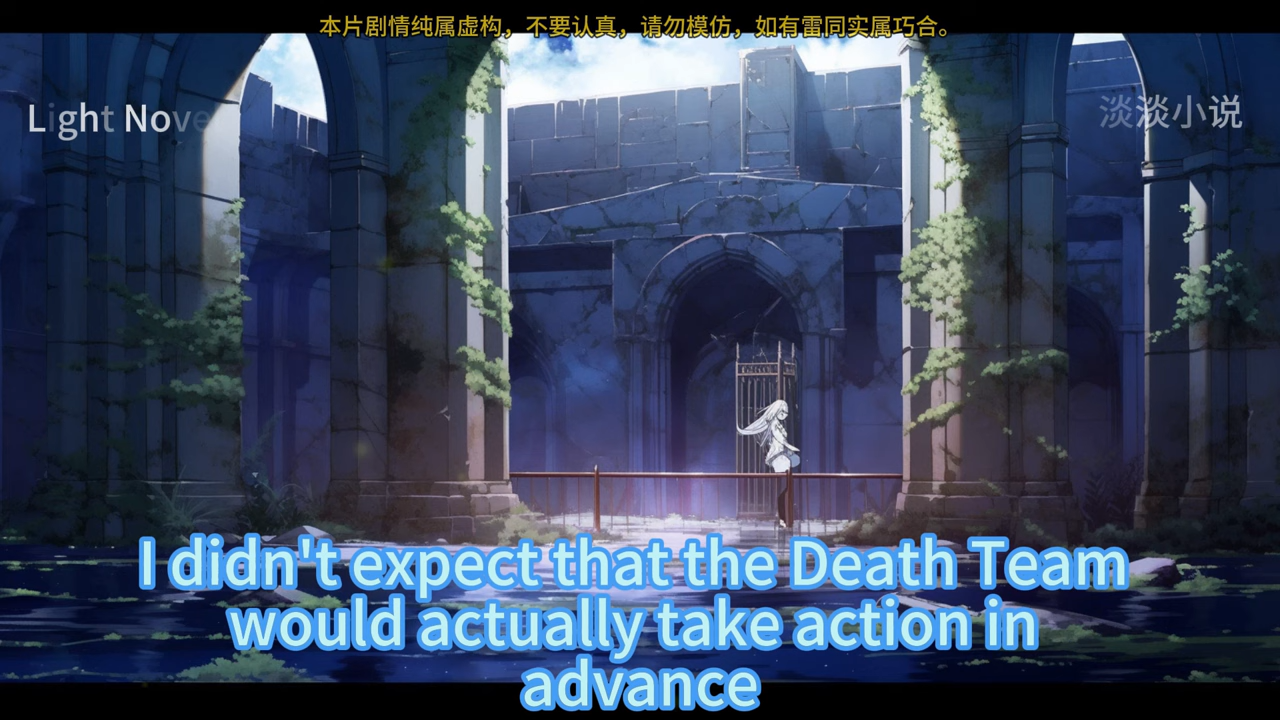 本片剧情纯属虚构，不要认真，请勿模仿，如有雷同实属巧合。
Light Nove
淡淡小说
I didn't expect that the Death Team
would actually take action in
advance